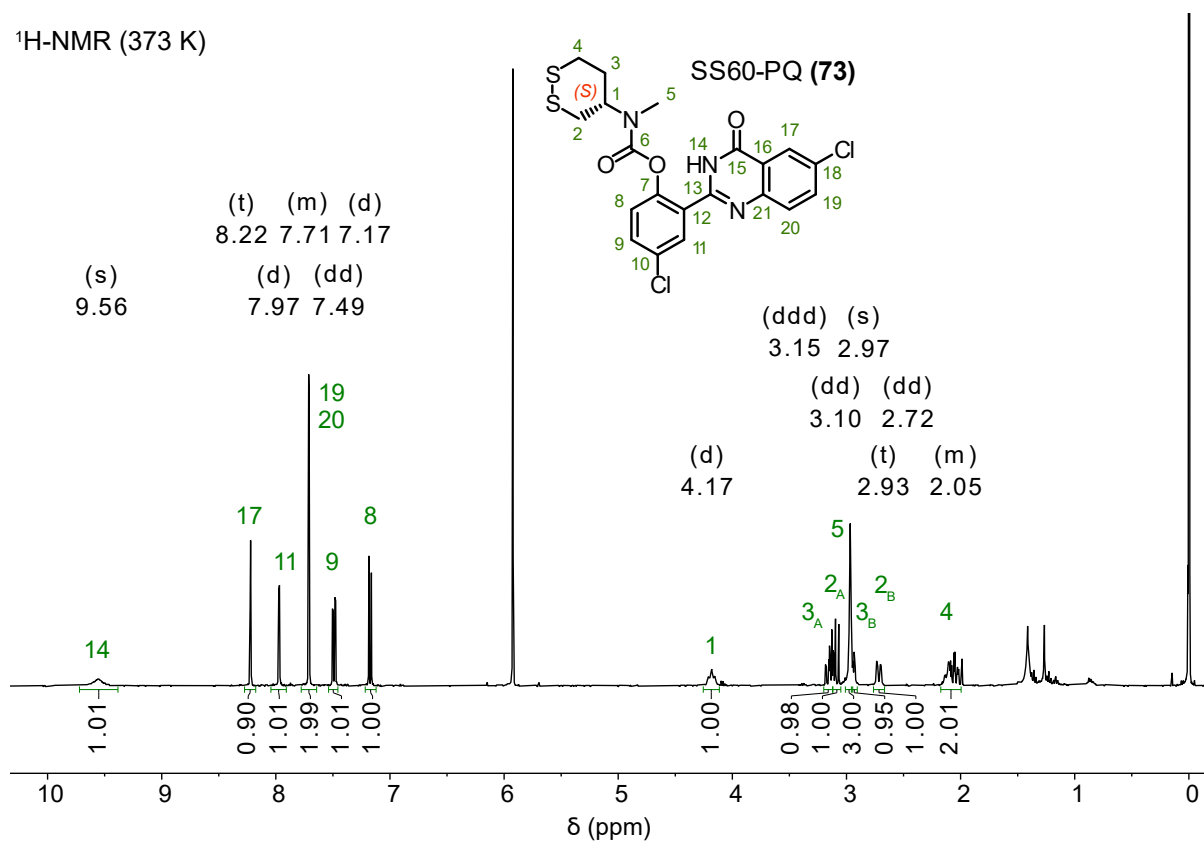 ¹H-NMR (373 K)
SS60-PQ (73)
4
3
S
S
(S)
1
5
2
N
6
O
O
7
HN
14
O
15
16
17
Cl
18
19
20
21
N
13
12
8
9
10
11
Cl
(t) (m) (d)
8.22 7.71 7.17
(s) (d) (dd)
9.56 7.97 7.49
(ddd) (s)
3.15 2.97
(dd) (dd)
3.10 2.72
(d) (t) (m)
4.17 2.93 2.05
14
17
11
19
20
9
8
1
3A
2A
5
3B
2B
4
1.01 0.90 1.01 1.99 1.01 1.00 1.00 0.98 1.00 3.00 0.95 1.00 2.01
10 9 8 7 6 5 4 3 2 1 0
δ (ppm)